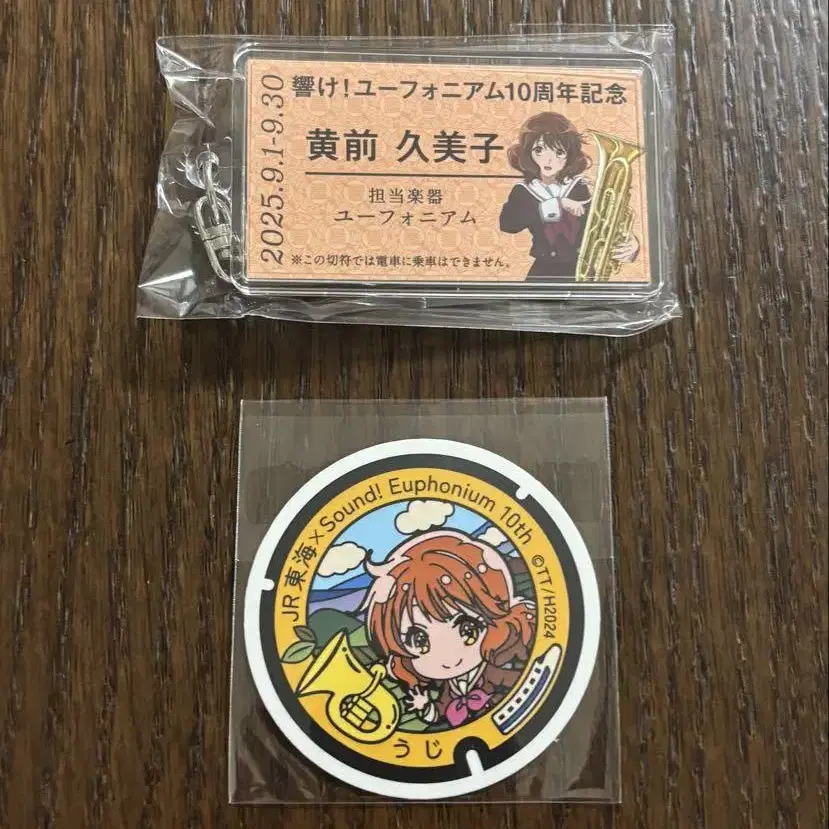 響け！ユーフォニアム10周年記念
2025.9.1-9.30
黄前 久美子
担当楽器
ユーフォニアム
※この切符では電車に乗車はできません。
JR東海×Sound! Euphonium 10th ©TT/H2024
うじ